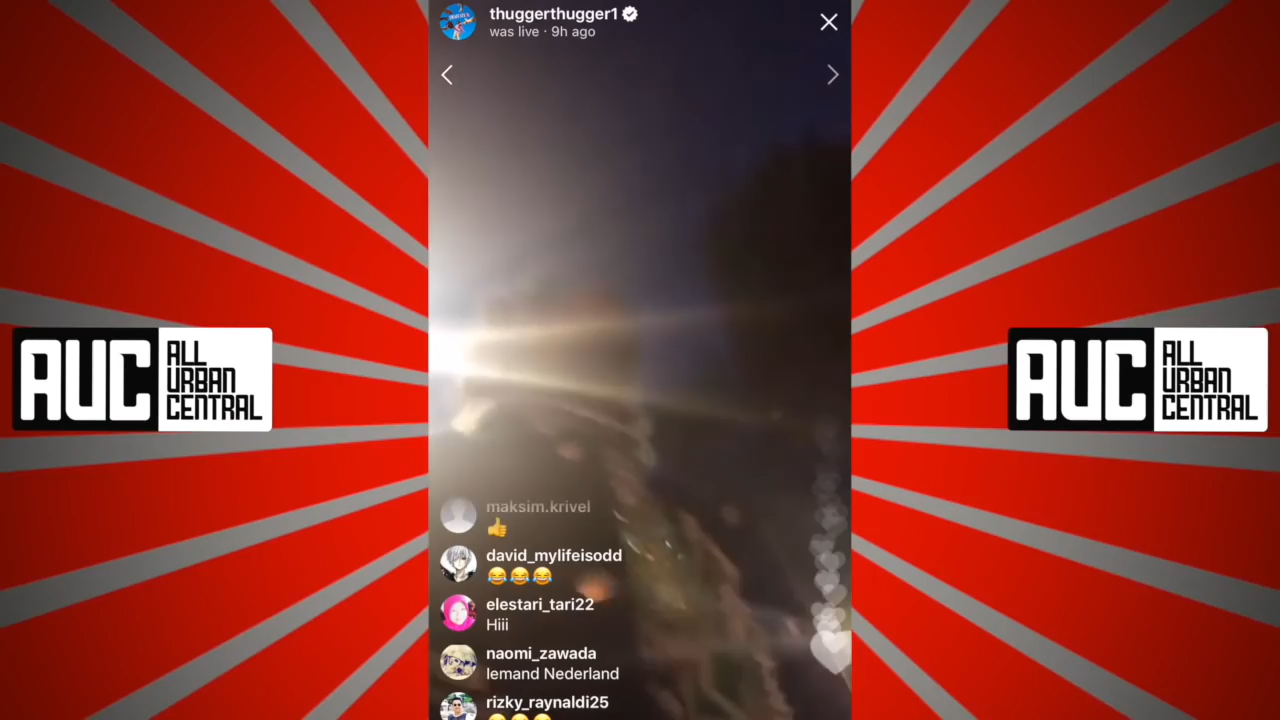 thuggerthugger1
was live · 9h ago
AUC ALL
URBAN
CENTRAL
AUC ALL
URBAN
CENTRAL
maksim.krivel
👍
david_mylifeisodd
😂😂😂
elestari_tari22
Hiii
naomi_zawada
Iemand Nederland
rizky_raynaldi25
😂😂😂